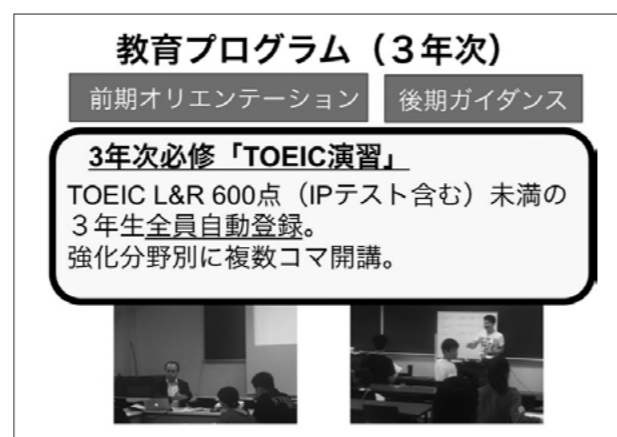 教育プログラム（３年次）
前期オリエンテーション
後期ガイダンス
3年次必修「TOEIC演習」
TOEIC L&R 600点（IPテスト含む）未満の
３年生全員自動登録。
強化分野別に複数コマ開講。